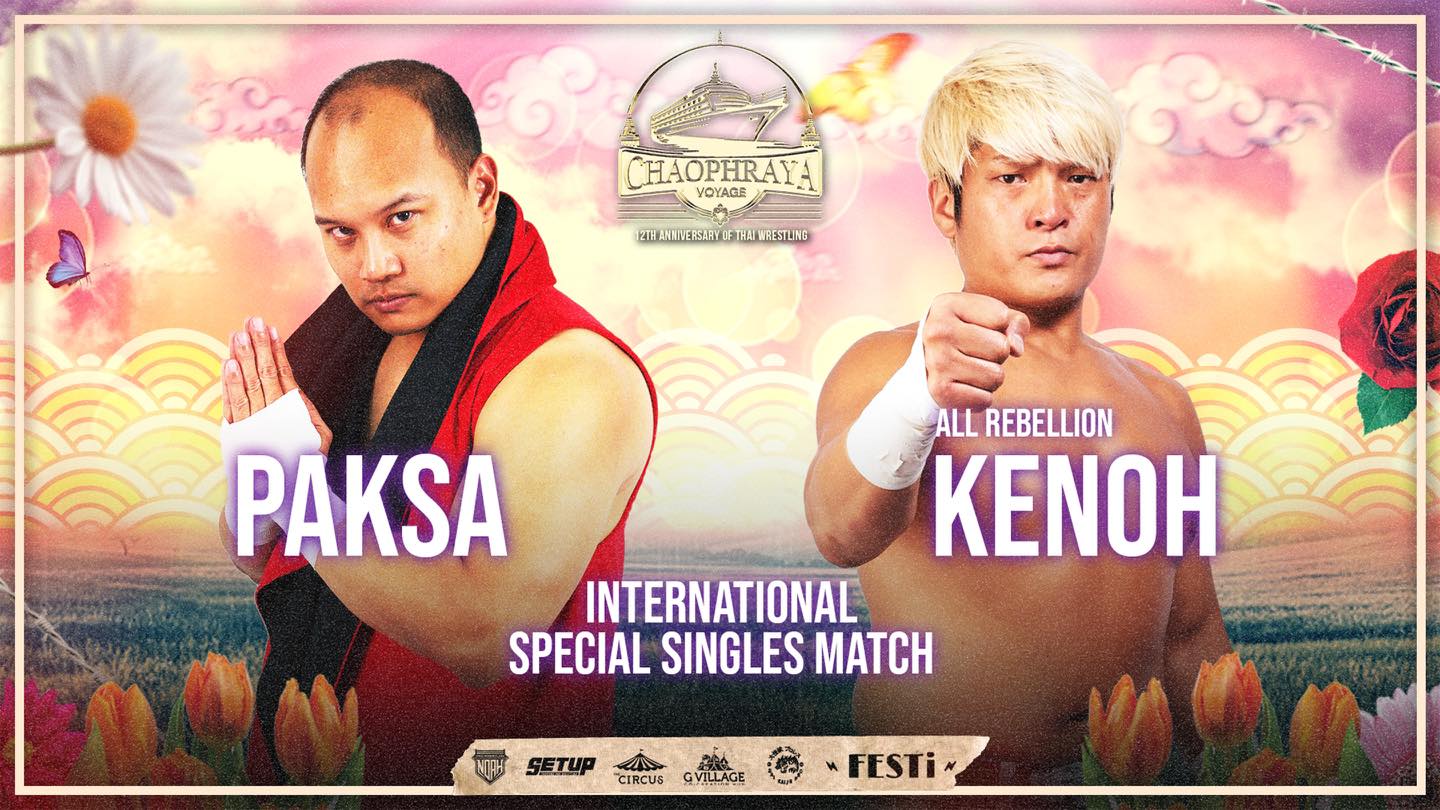 CHAOPHRAYA
VOYAGE
12TH ANNIVERSARY OF THAI WRESTLING
ALL REBELLION
PAKSA
KENOH
INTERNATIONAL
SPECIAL SINGLES MATCH
NOAH
SETUP
CIRCUS
G VILLAGE
FESTi